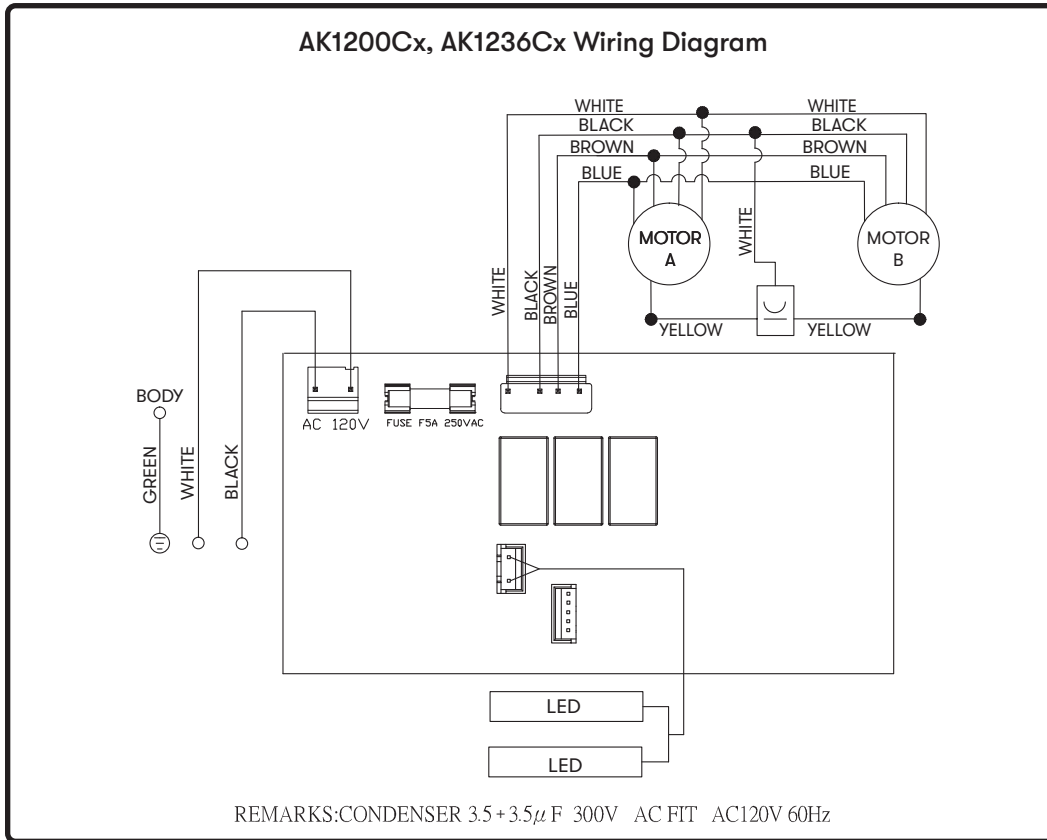 AK1200Cx, AK1236Cx Wiring Diagram
WHITE WHITE
BLACK BLACK
BROWN BROWN
BLUE BLUE
MOTOR A
MOTOR B
WHITE
WHITE
BLACK
BROWN
BLUE
YELLOW YELLOW
BODY
GREEN
WHITE
BLACK
AC 120V
FUSE F5A 250VAC
LED
LED
REMARKS:CONDENSER 3.5+3.5μ F 300V AC FIT AC120V 60Hz